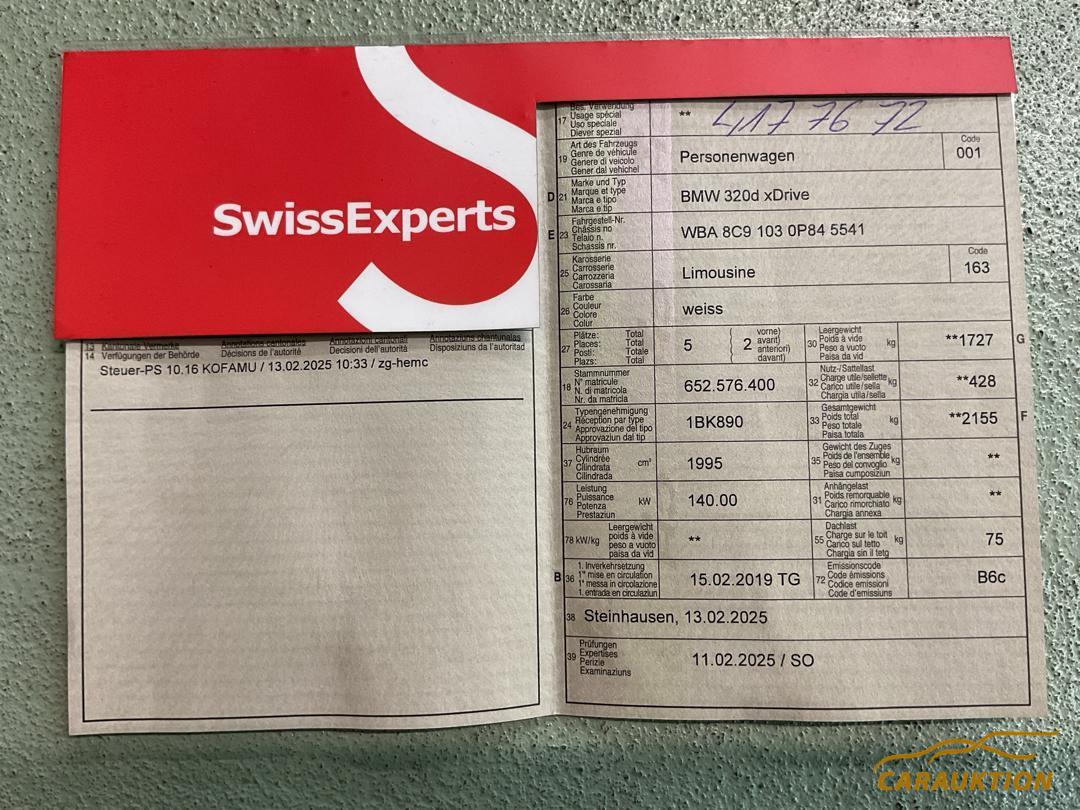 SwissExperts
13 Kantonale Vermerke Annotations cantonales Annotazioni cantonali Annotaziuns chantunalas
14 Verfügungen der Behörde Décisions de l'autorité Decisioni dell'autorità Disposiziuns da l'autoritad
Steuer-PS 10.16 KOFAMU / 13.02.2025 10:33 / zg-hemc
17 Bes. Verwendung
Usage spécial
Uso speciale
Diever spezial
** 417 76 72
19 Art des Fahrzeugs
Genre de véhicule
Genere di veicolo
Gener dal vehichel
Personenwagen
Code
001
D 21 Marke und Typ
Marque et type
Marca e tipo
Marca e tip
BMW 320d xDrive
E 23 Fahrgestell-Nr.
Châssis no
Telaio n.
Schassis nr.
WBA 8C9 103 0P84 5541
25 Karosserie
Carrosserie
Carrozzeria
Carossaria
Limousine
Code
163
26 Farbe
Couleur
Colore
Colur
weiss
27 Plätze: Total
Places: Total
Posti: Totale
Plazs: Total
5 ( 2 vorne)
avant)
anteriori)
davant)
30 Leergewicht
Poids à vide
Peso a vuoto
Paisa da vid
kg **1727 G
18 Stammnummer
N° matricule
N. di matricola
Nr. da matricla
652.576.400
32 Nutz-/Sattellast
Charge utile/sellette
Carico utile/sella
Chargia utila/sella
kg **428
24 Typengenehmigung
Réception par type
Approvazione del tipo
Approvaziun dal tip
1BK890
33 Gesamtgewicht
Poids total
Peso totale
Paisa totala
kg **2155 F
37 Hubraum
Cylindrée
Cilindrata
Cilindrada
cm³ 1995
35 Gewicht des Zuges
Poids de l'ensemble
Peso del convoglio
Paisa cumposiziun
kg **
76 Leistung
Puissance
Potenza
Prestaziun
kW 140.00
31 Anhängelast
Poids remorquable
Carico rimorchiato
Chargia annexa
kg **
78 kW/kg Leergewicht
poids à vide
peso a vuoto
paisa da vid
**
55 Dachlast
Charge sur le toit
Carico sul tetto
Chargia sin il tetg
kg 75
B 36 1. Inverkehrsetzung
1re mise en circulation
1a messa in circolazione
1. entrada en circulaziun
15.02.2019 TG
72 Emissionscode
Code émissions
Codice emissioni
Code d'emissiuns
B6c
38 Steinhausen, 13.02.2025
39 Prüfungen
Expertises
Perizie
Examinaziuns
11.02.2025 / SO
CARAUKTION